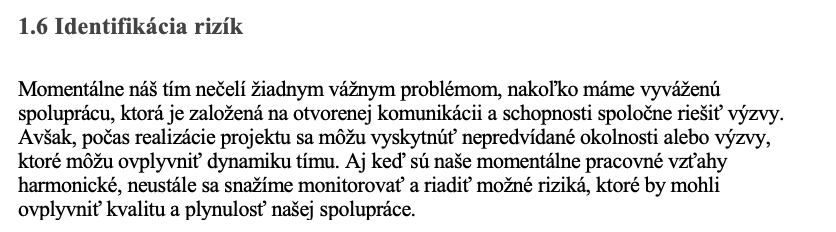 1.6 Identifikácia rizík
Momentálne náš tím nečelí žiadnym vážnym problémom, nakoľko máme vyváženú
spoluprácu, ktorá je založená na otvorenej komunikácii a schopnosti spoločne riešiť výzvy.
Avšak, počas realizácie projektu sa môžu vyskytnúť nepredvídané okolnosti alebo výzvy,
ktoré môžu ovplyvniť dynamiku tímu. Aj keď sú naše momentálne pracovné vzťahy
harmonické, neustále sa snažíme monitorovať a riadiť možné riziká, ktoré by mohli
ovplyvniť kvalitu a plynulosť našej spolupráce.